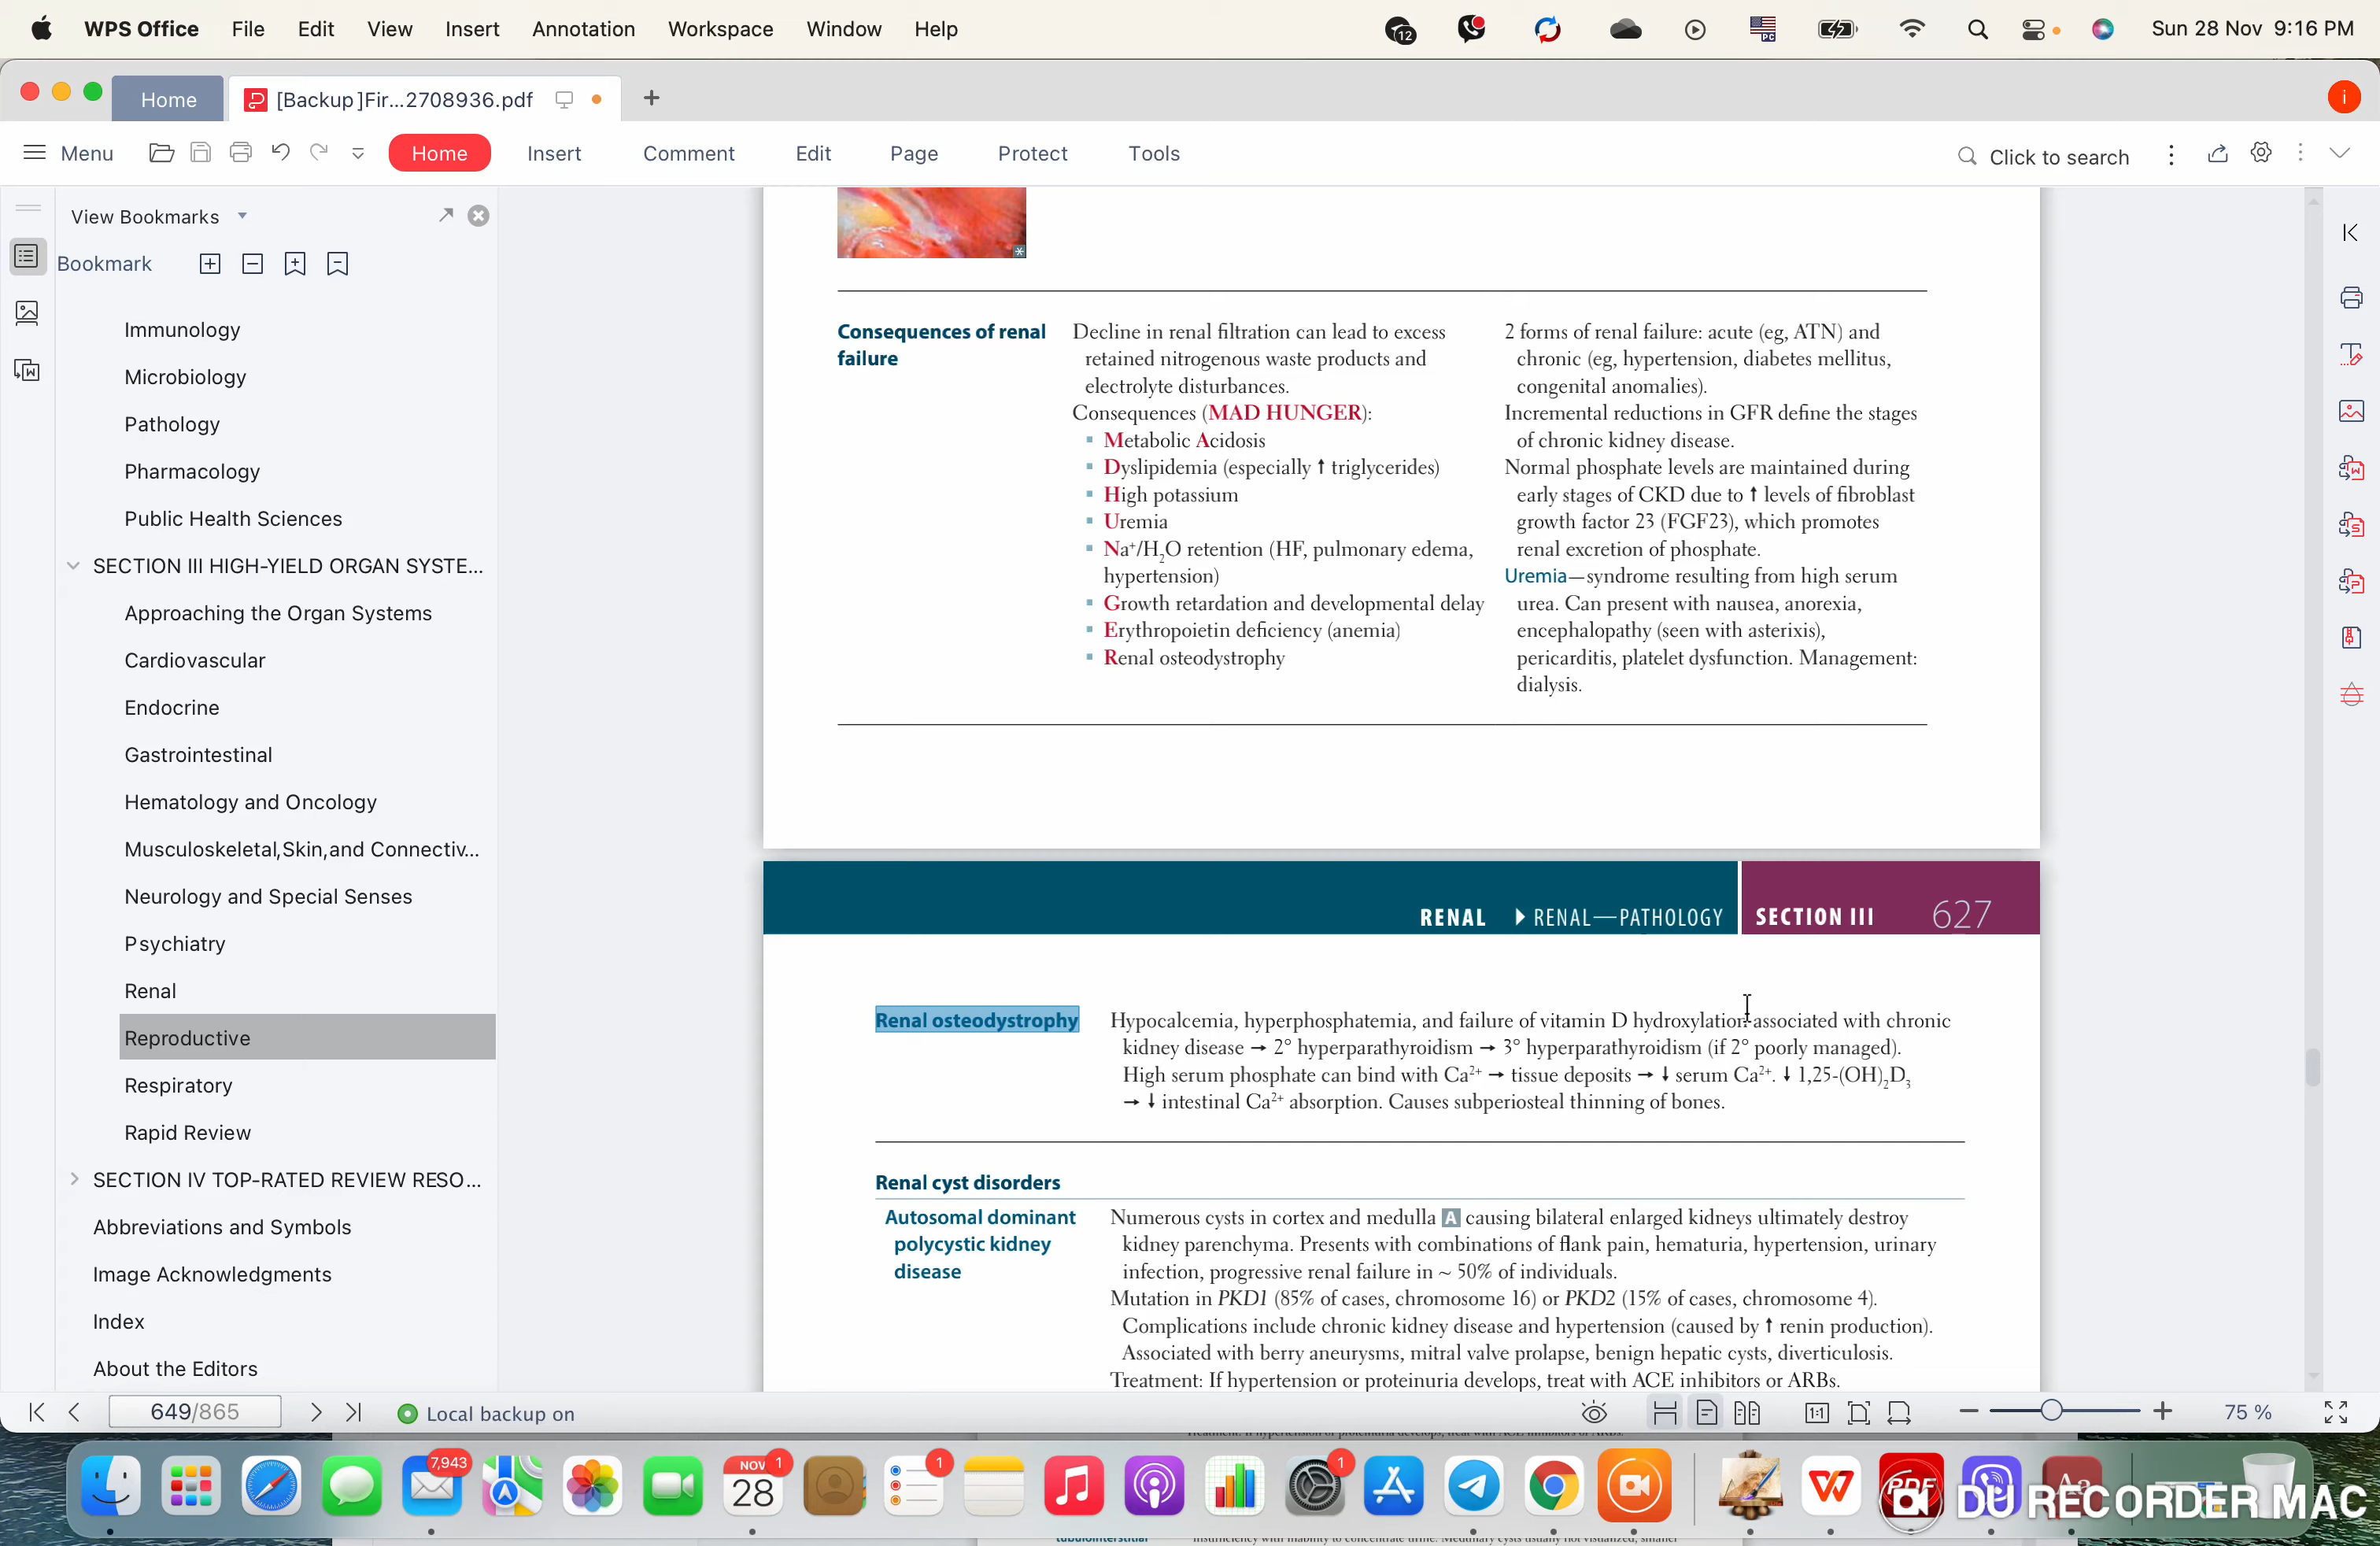 WPS Office File Edit View Insert Annotation Workspace Window Help 12 PC Sun 28 Nov 9:16 PM
Home [Backup]Fir...2708936.pdf + i
Menu Home Insert Comment Edit Page Protect Tools Click to search
View Bookmarks
Bookmark
Immunology
Microbiology
Pathology
Pharmacology
Public Health Sciences
SECTION III HIGH-YIELD ORGAN SYSTE...
Approaching the Organ Systems
Cardiovascular
Endocrine
Gastrointestinal
Hematology and Oncology
Musculoskeletal,Skin,and Connectiv...
Neurology and Special Senses
Psychiatry
Renal
Reproductive
Respiratory
Rapid Review
SECTION IV TOP-RATED REVIEW RESO...
Abbreviations and Symbols
Image Acknowledgments
Index
About the Editors
Consequences of renal
failure
Decline in renal filtration can lead to excess
retained nitrogenous waste products and
electrolyte disturbances.
Consequences (MAD HUNGER):
▪ Metabolic Acidosis
▪ Dyslipidemia (especially ↑ triglycerides)
▪ High potassium
▪ Uremia
▪ Na⁺/H₂O retention (HF, pulmonary edema,
hypertension)
▪ Growth retardation and developmental delay
▪ Erythropoietin deficiency (anemia)
▪ Renal osteodystrophy
2 forms of renal failure: acute (eg, ATN) and
chronic (eg, hypertension, diabetes mellitus,
congenital anomalies).
Incremental reductions in GFR define the stages
of chronic kidney disease.
Normal phosphate levels are maintained during
early stages of CKD due to ↑ levels of fibroblast
growth factor 23 (FGF23), which promotes
renal excretion of phosphate.
Uremia—syndrome resulting from high serum
urea. Can present with nausea, anorexia,
encephalopathy (seen with asterixis),
pericarditis, platelet dysfunction. Management:
dialysis.
RENAL ▶ RENAL—PATHOLOGY SECTION III 627
Renal osteodystrophy
Hypocalcemia, hyperphosphatemia, and failure of vitamin D hydroxylation associated with chronic
kidney disease → 2° hyperparathyroidism → 3° hyperparathyroidism (if 2° poorly managed).
High serum phosphate can bind with Ca²⁺ → tissue deposits → ↓ serum Ca²⁺. ↓ 1,25-(OH)₂D₃
→ ↓ intestinal Ca²⁺ absorption. Causes subperiosteal thinning of bones.
Renal cyst disorders
Autosomal dominant
polycystic kidney
disease
Numerous cysts in cortex and medulla A causing bilateral enlarged kidneys ultimately destroy
kidney parenchyma. Presents with combinations of flank pain, hematuria, hypertension, urinary
infection, progressive renal failure in ~ 50% of individuals.
Mutation in PKD1 (85% of cases, chromosome 16) or PKD2 (15% of cases, chromosome 4).
Complications include chronic kidney disease and hypertension (caused by ↑ renin production).
Associated with berry aneurysms, mitral valve prolapse, benign hepatic cysts, diverticulosis.
Treatment: If hypertension or proteinuria develops, treat with ACE inhibitors or ARBs.
649/865 Local backup on 1:1 75 %
7,943 NOV 28 1 1 1 PDF Aa
DU RECORDER MAC